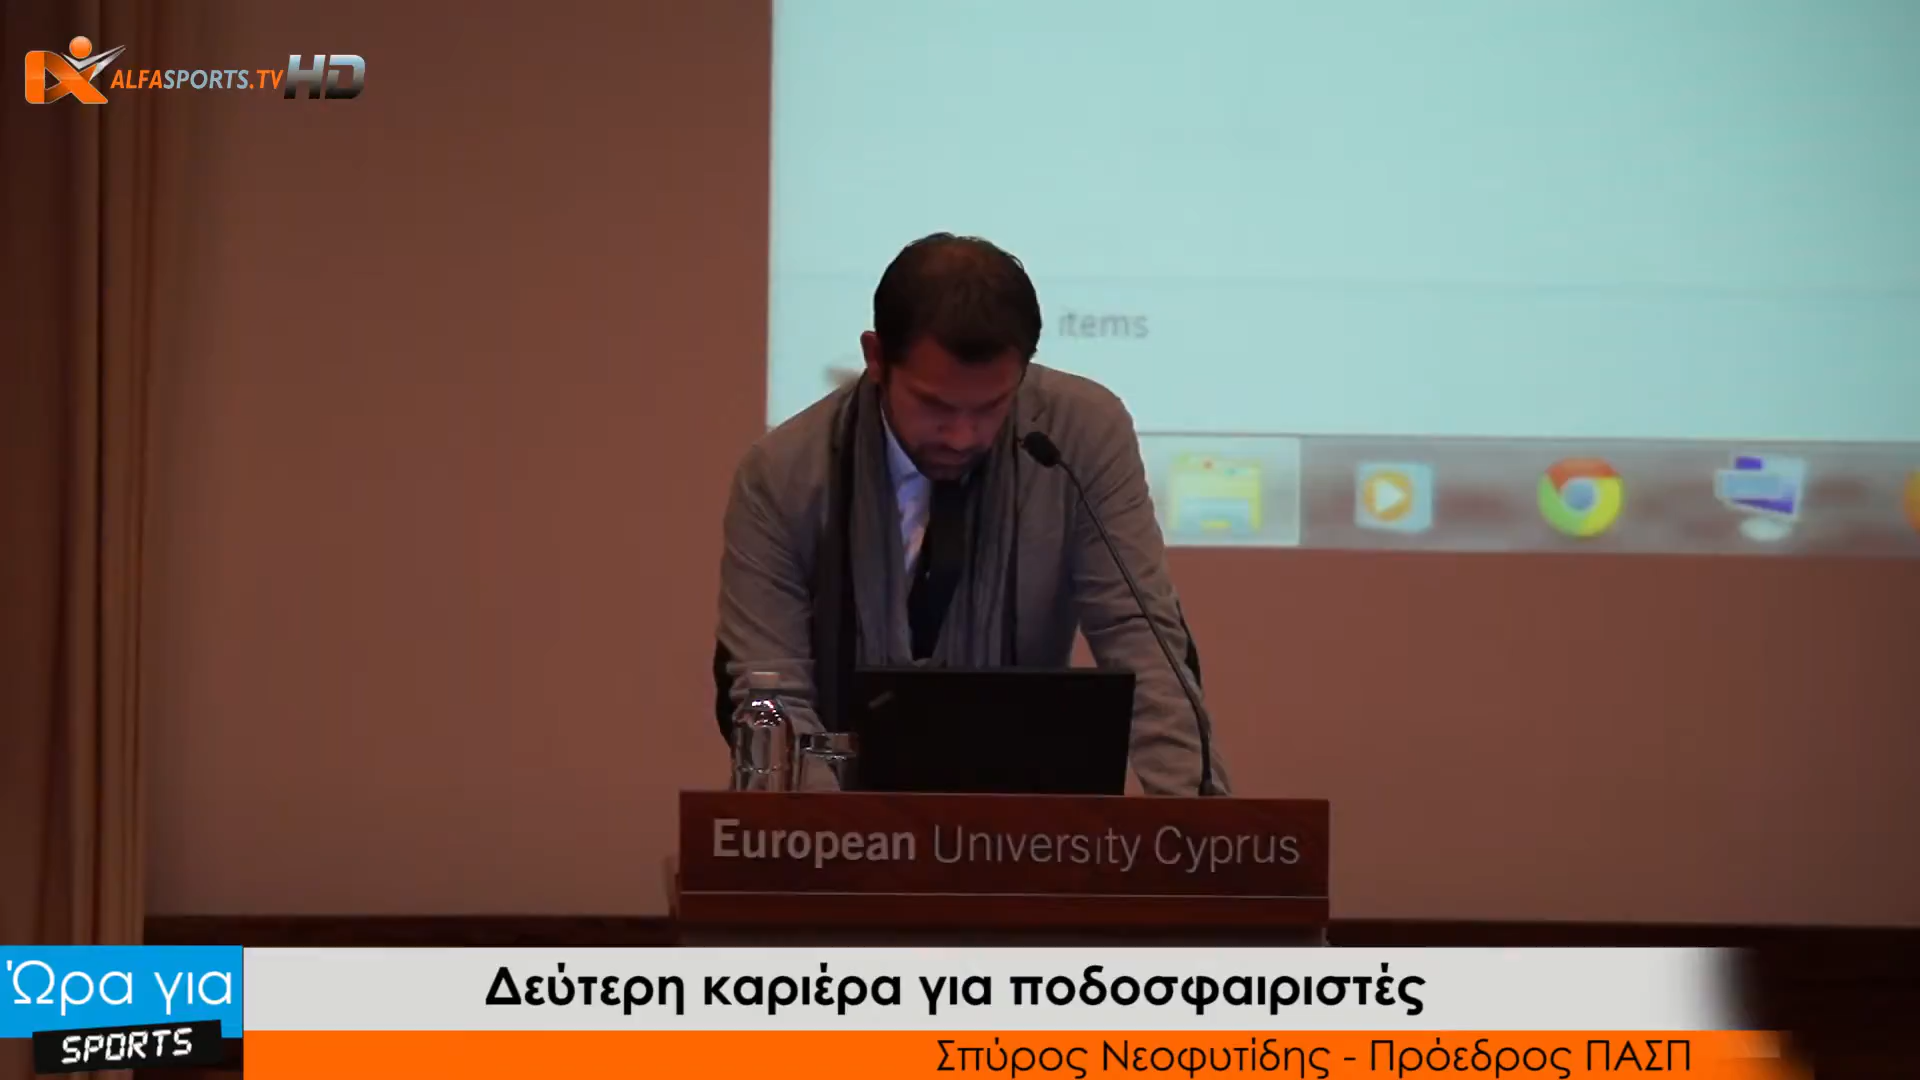 ALFASPORTS.TV HD
items
European University Cyprus
Ώρα για
SPORTS
Δεύτερη καριέρα για ποδοσφαιριστές
Σπύρος Νεοφυτίδης - Πρόεδρος ΠΑΣΠ